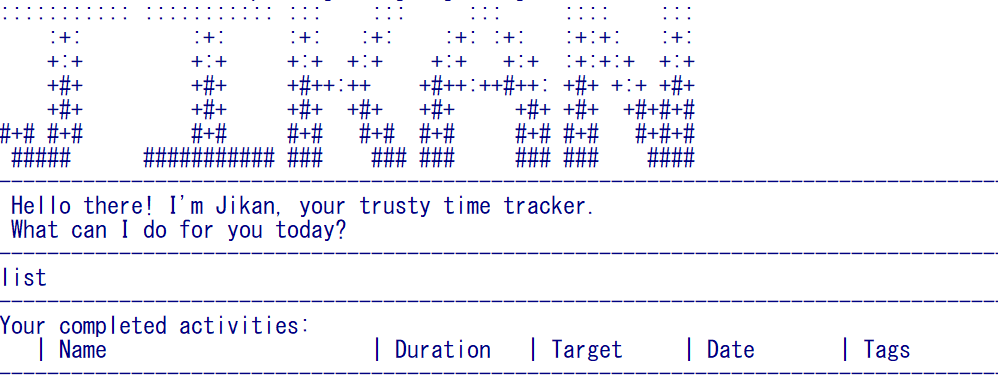 JIKAN
Hello there! I'm Jikan, your trusty time tracker.
What can I do for you today?
list
Your completed activities:
| Name | Duration | Target | Date | Tags